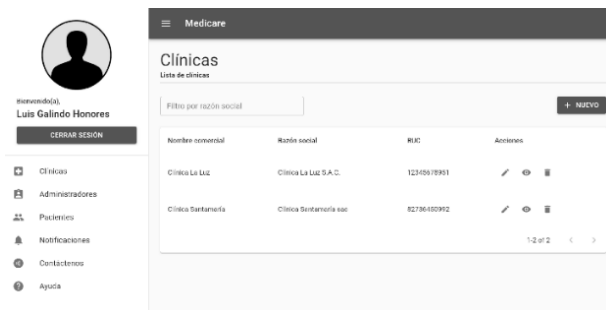 Medicare
Bienvenido(a),
Luis Galindo Honores
CERRAR SESIÓN
Clínicas
Administradores
Pacientes
Notificaciones
Contáctenos
Ayuda
Clínicas
Lista de clínicas
Filtro por razón social
+ NUEVO
Nombre comercial Razón social RUC Acciones
Clínica La Luz Clínica La Luz S.A.C. 12345678961
Clínica Santamaría Clínica Santamaría sac
1-2 of 2